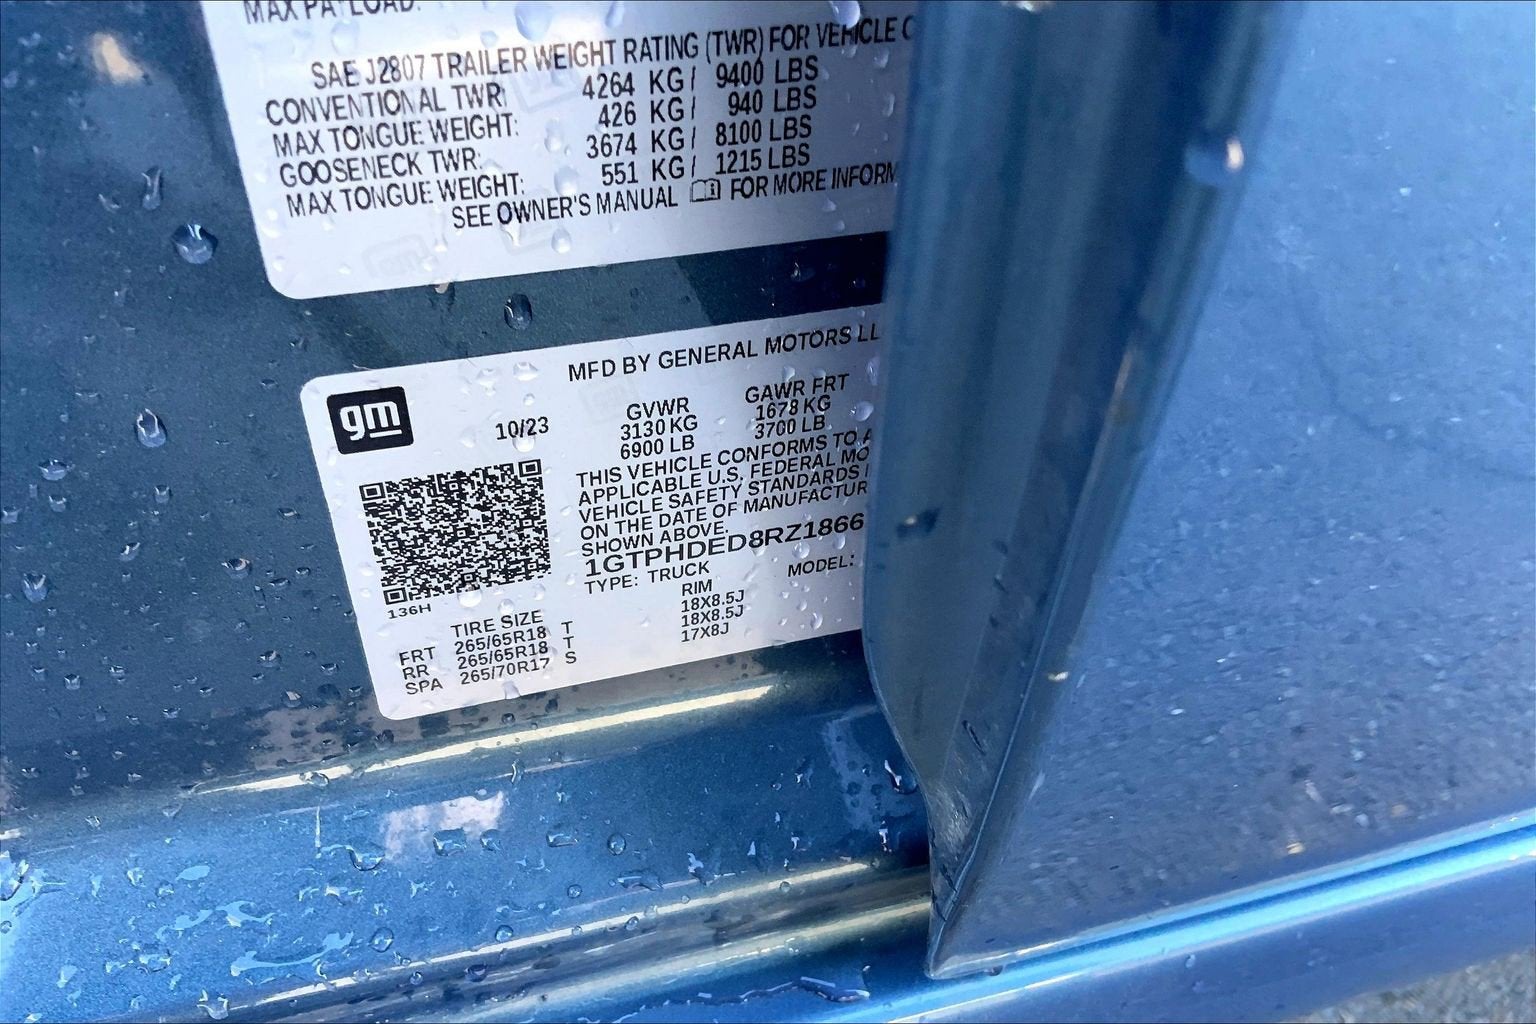 MAX PAYLOAD:
SAE J2807 TRAILER WEIGHT RATING (TWR) FOR VEHICLE C
CONVENTIONAL TWR: 4264 KG/ 9400 LBS
MAX TONGUE WEIGHT: 426 KG/ 940 LBS
GOOSENECK TWR: 3674 KG/ 8100 LBS
MAX TONGUE WEIGHT: 551 KG/ 1215 LBS
SEE OWNER'S MANUAL FOR MORE INFORM
MFD BY GENERAL MOTORS LL
gm
10/23
GVWR GAWR FRT
3130 KG 1678 KG
6900 LB 3700 LB
THIS VEHICLE CONFORMS TO A
APPLICABLE U.S. FEDERAL MO
VEHICLE SAFETY STANDARDS I
ON THE DATE OF MANUFACTUR
SHOWN ABOVE.
1GTPHDED8RZ1866
TYPE: TRUCK MODEL:
136H
TIRE SIZE RIM
FRT 265/65R18 T 18X8.5J
RR 265/65R18 T 18X8.5J
SPA 265/70R17 S 17X8J